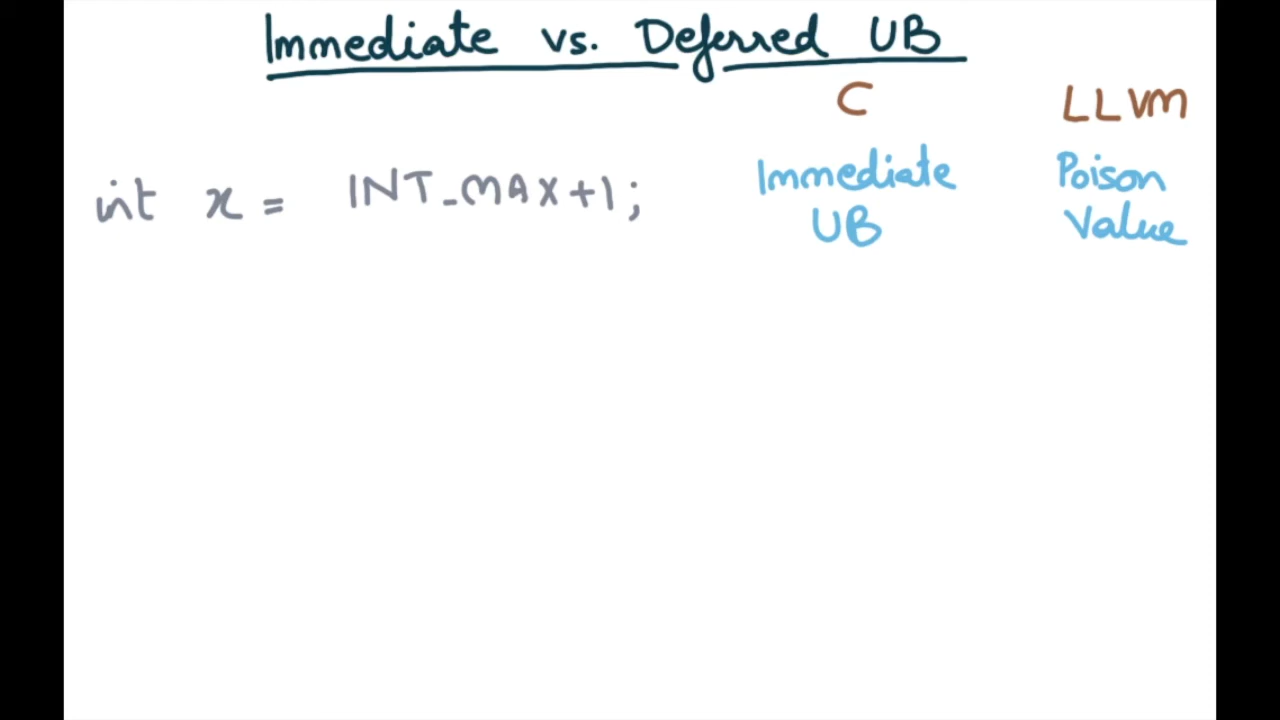 Immediate vs. Deferred UB
C LLVM
int x = INT_MAX+1; Immediate UB Poison Value